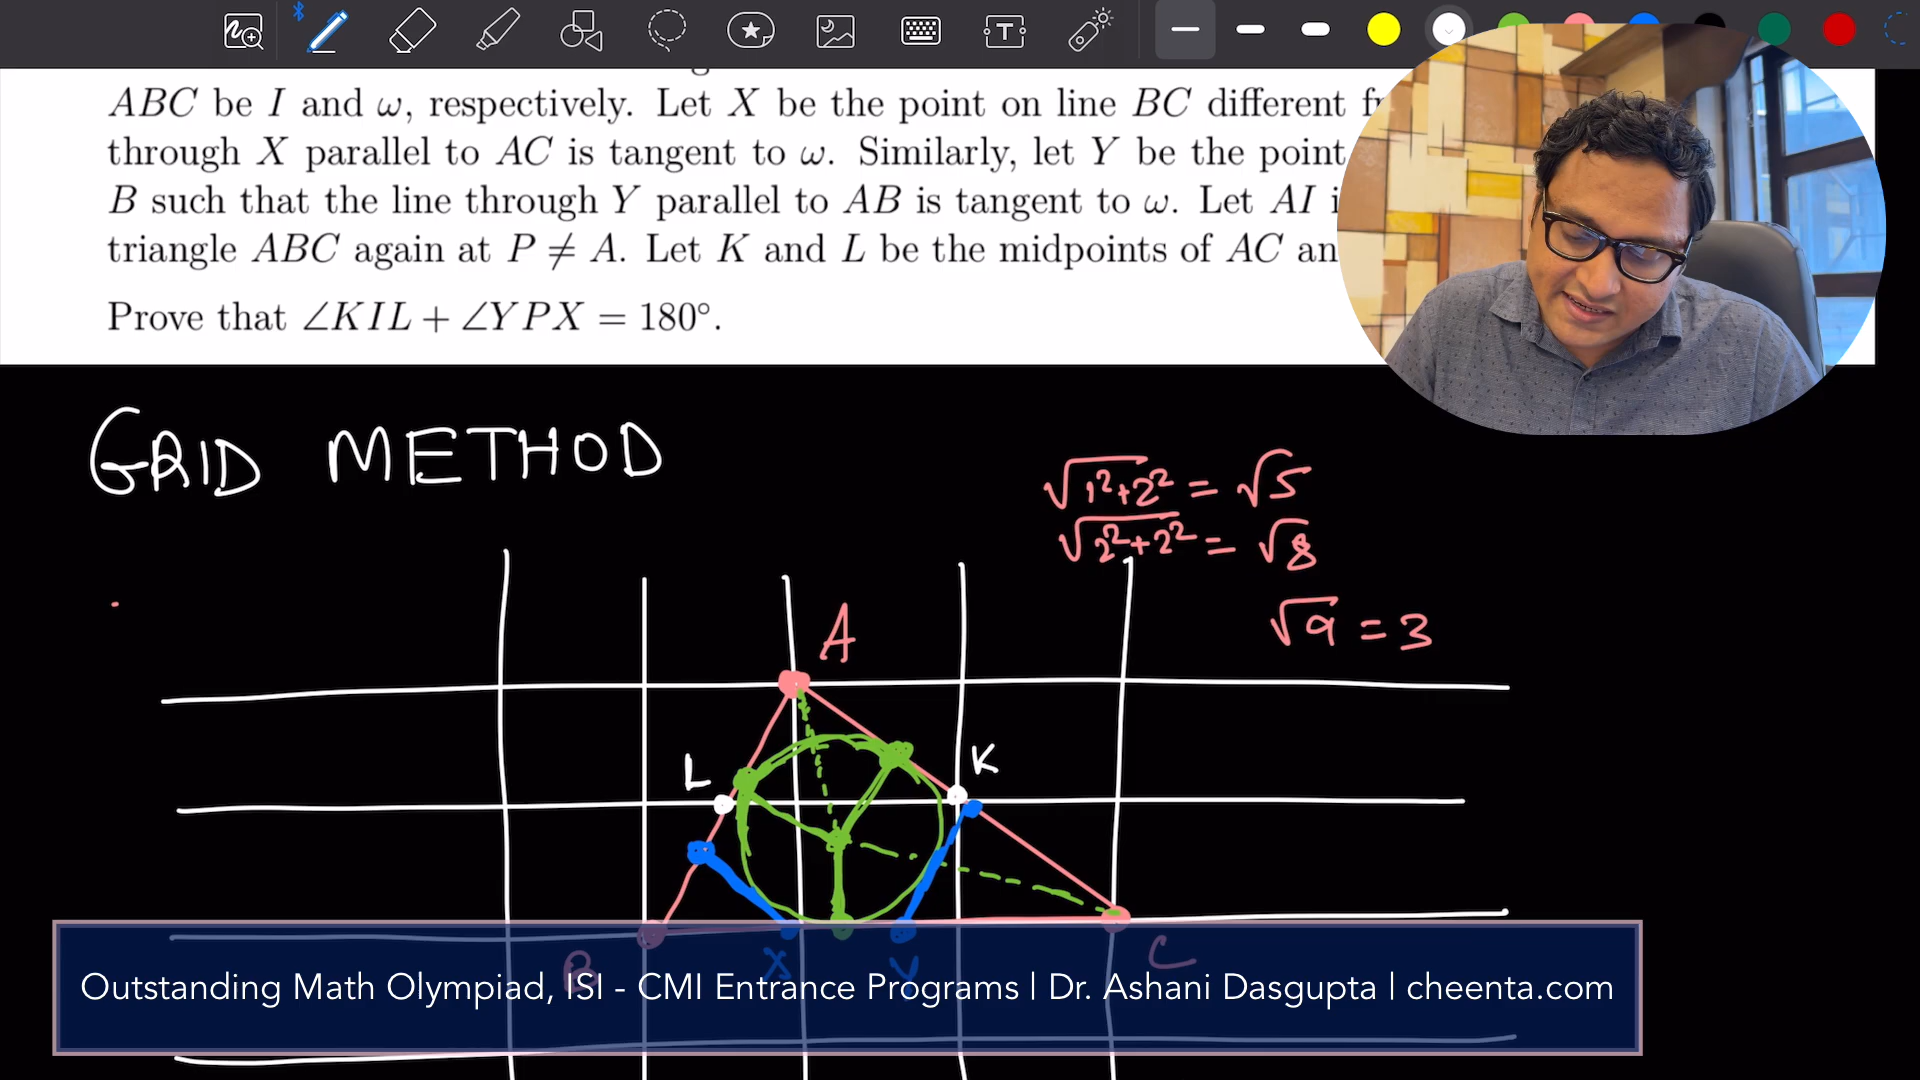 T
ABC be I and ω, respectively. Let X be the point on line BC different
through X parallel to AC is tangent to ω. Similarly, let Y be the point
B such that the line through Y parallel to AB is tangent to ω. Let AI
triangle ABC again at P ≠ A. Let K and L be the midpoints of AC an
Prove that ∠KIL + ∠YPX = 180°.
GRID METHOD
√1²+2² = √5
√2²+2² = √8
√9 = 3
A
L
K
B
X
Y
C
Outstanding Math Olympiad, ISI - CMI Entrance Programs | Dr. Ashani Dasgupta | cheenta.com